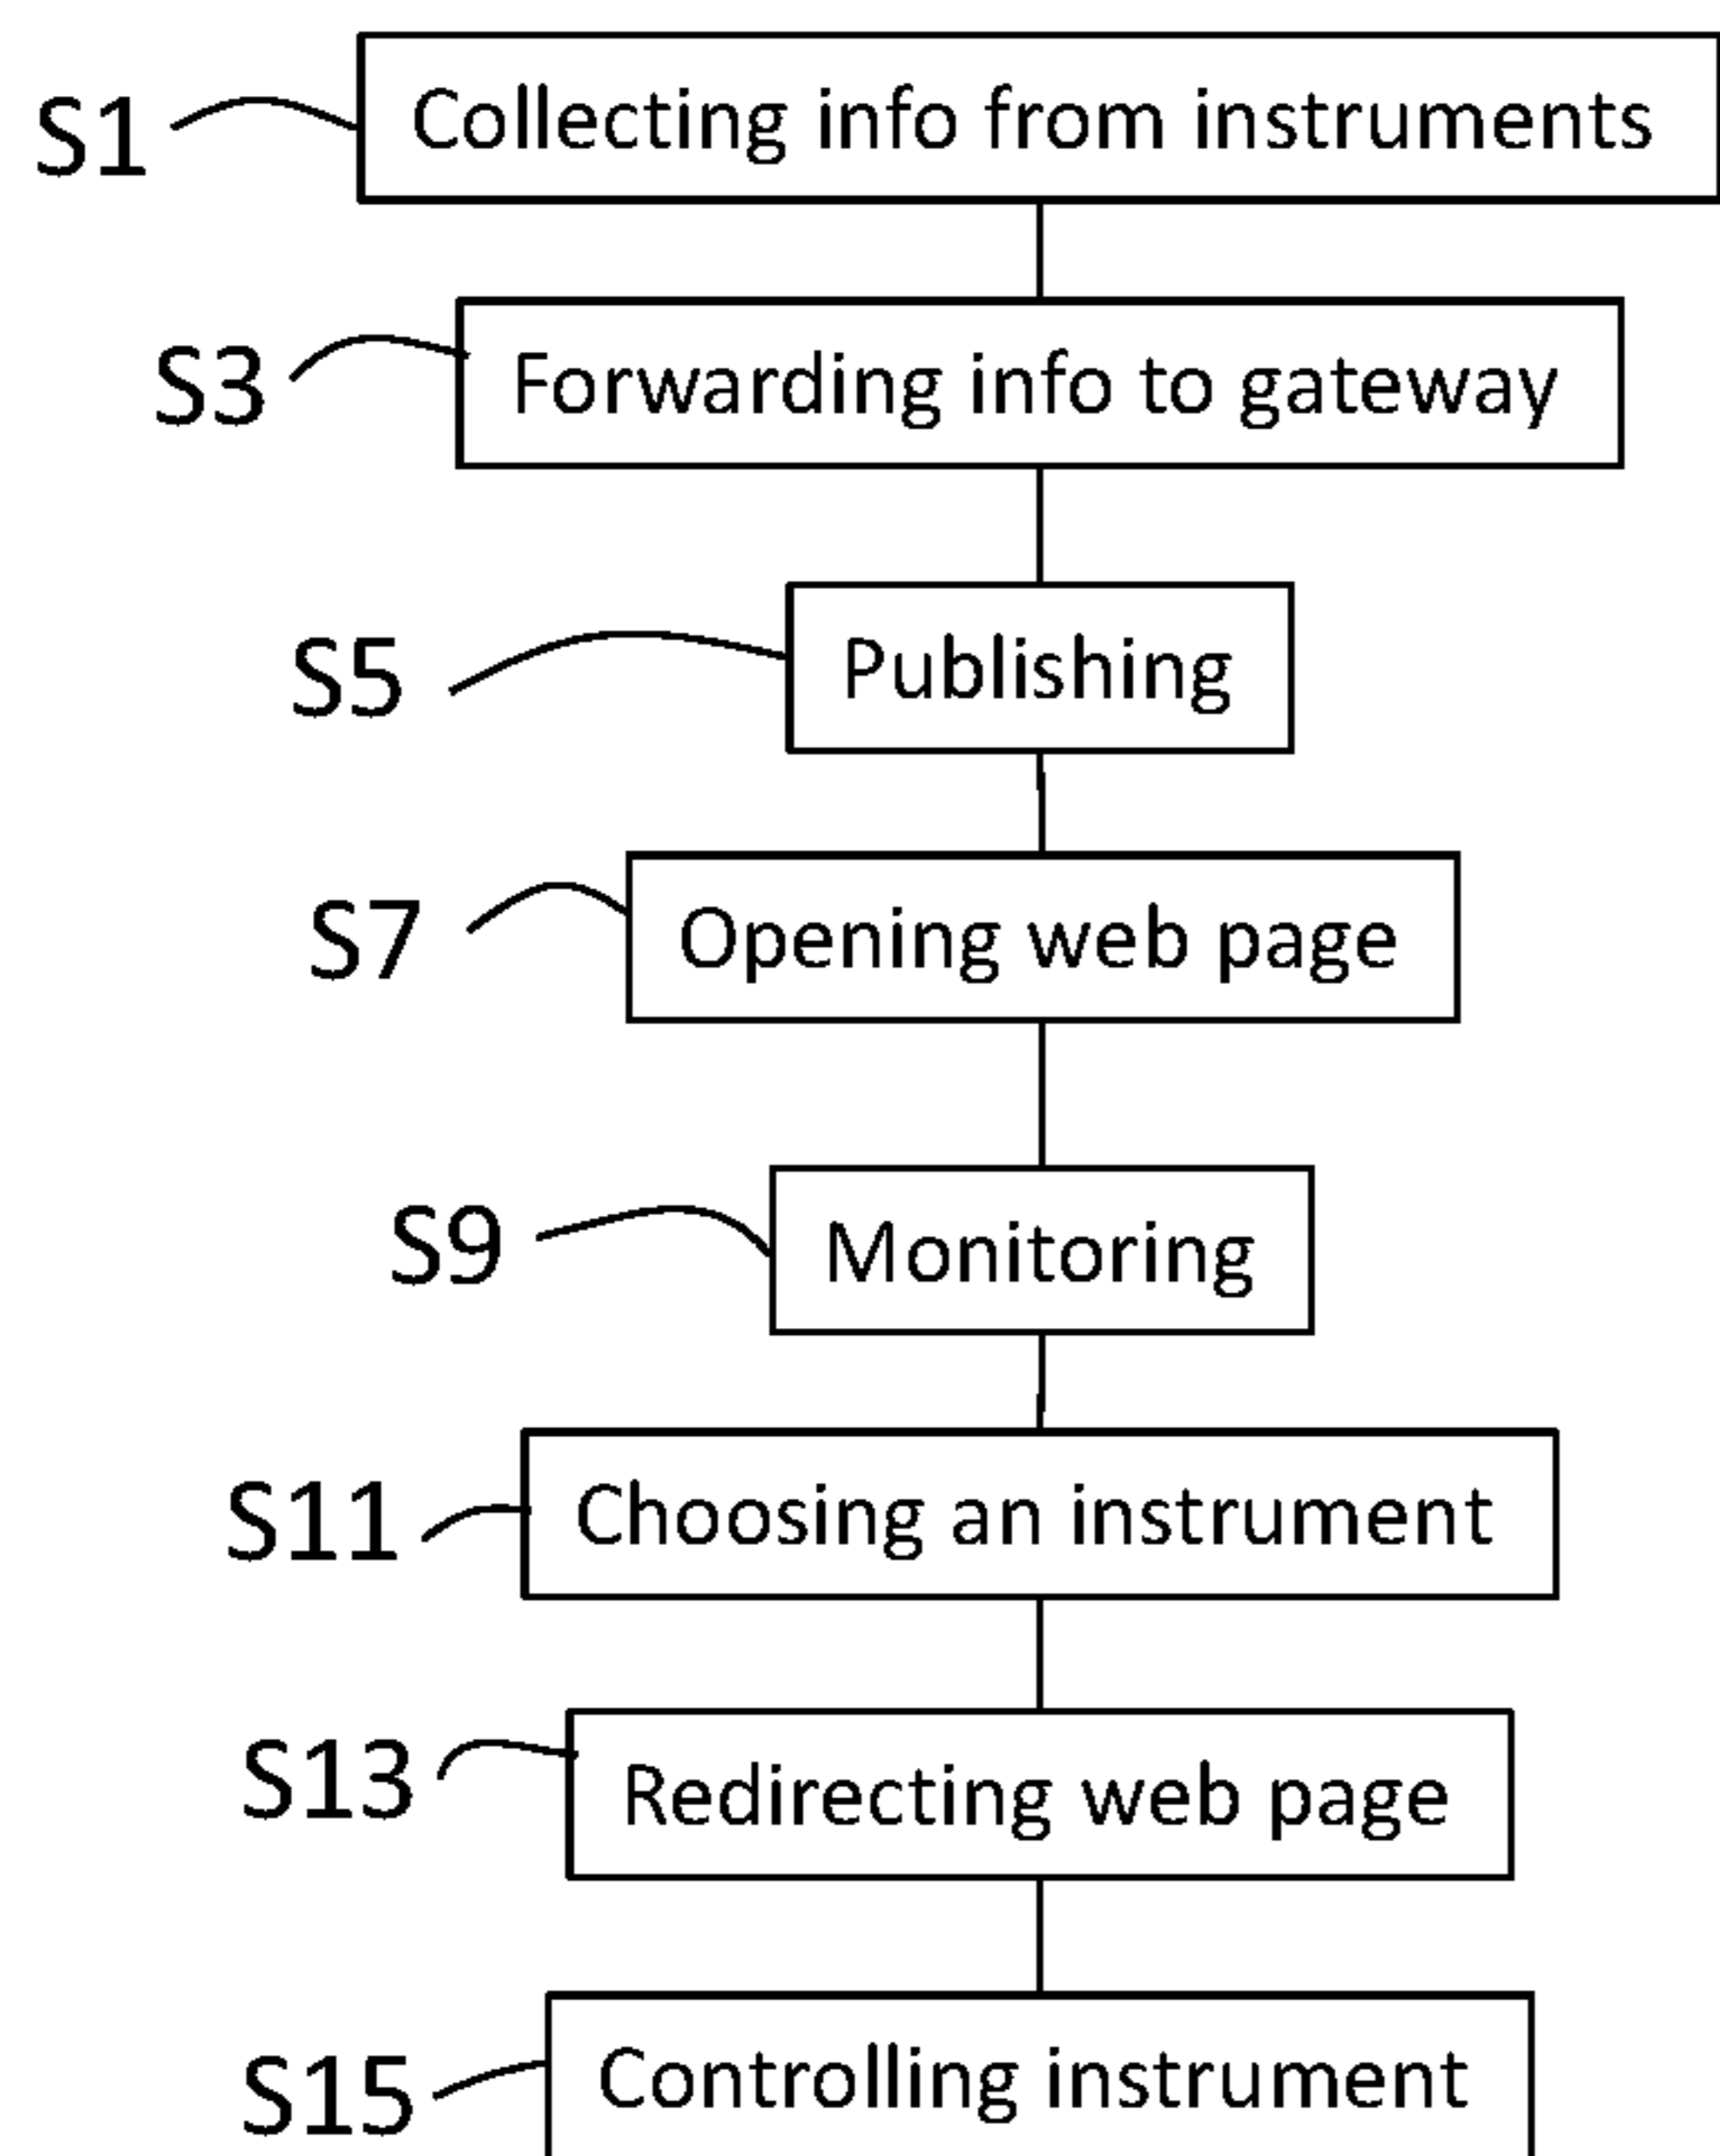 S1 Collecting info from instruments
S3 Forwarding info to gateway
S5 Publishing
S7 Opening web page
S9 Monitoring
S11 Choosing an instrument
S13 Redirecting web page
S15 Controlling instrument